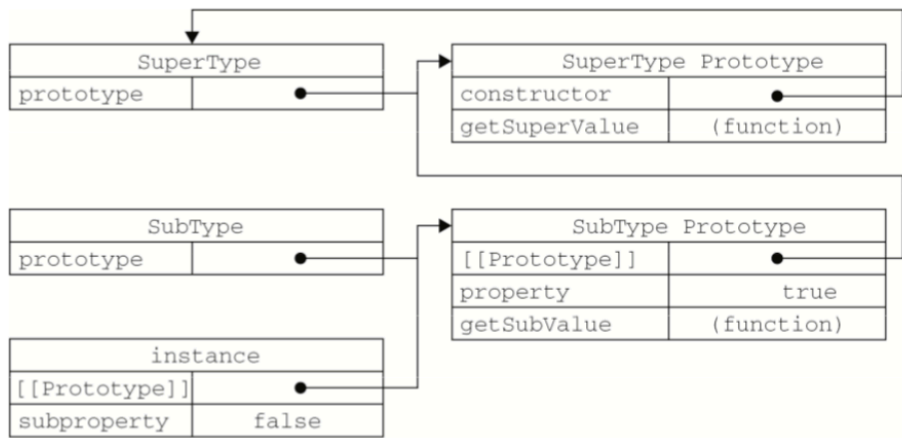 SuperType
prototype
SuperType Prototype
constructor
getSuperValue (function)
SubType
prototype
SubType Prototype
[[Prototype]]
property true
getSubValue (function)
instance
[[Prototype]]
subproperty false